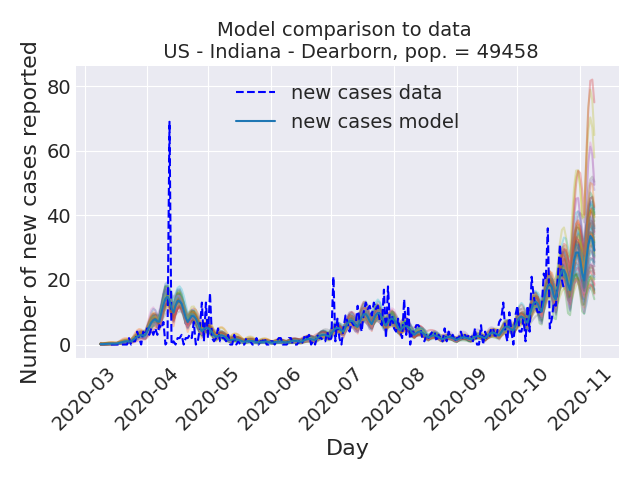 Model comparison to data
US - Indiana - Dearborn, pop. = 49458
new cases data
new cases model
Number of new cases reported
80
60
40
20
0
2020-03
2020-04
2020-05
2020-06
2020-07
2020-08
2020-09
2020-10
2020-11
Day